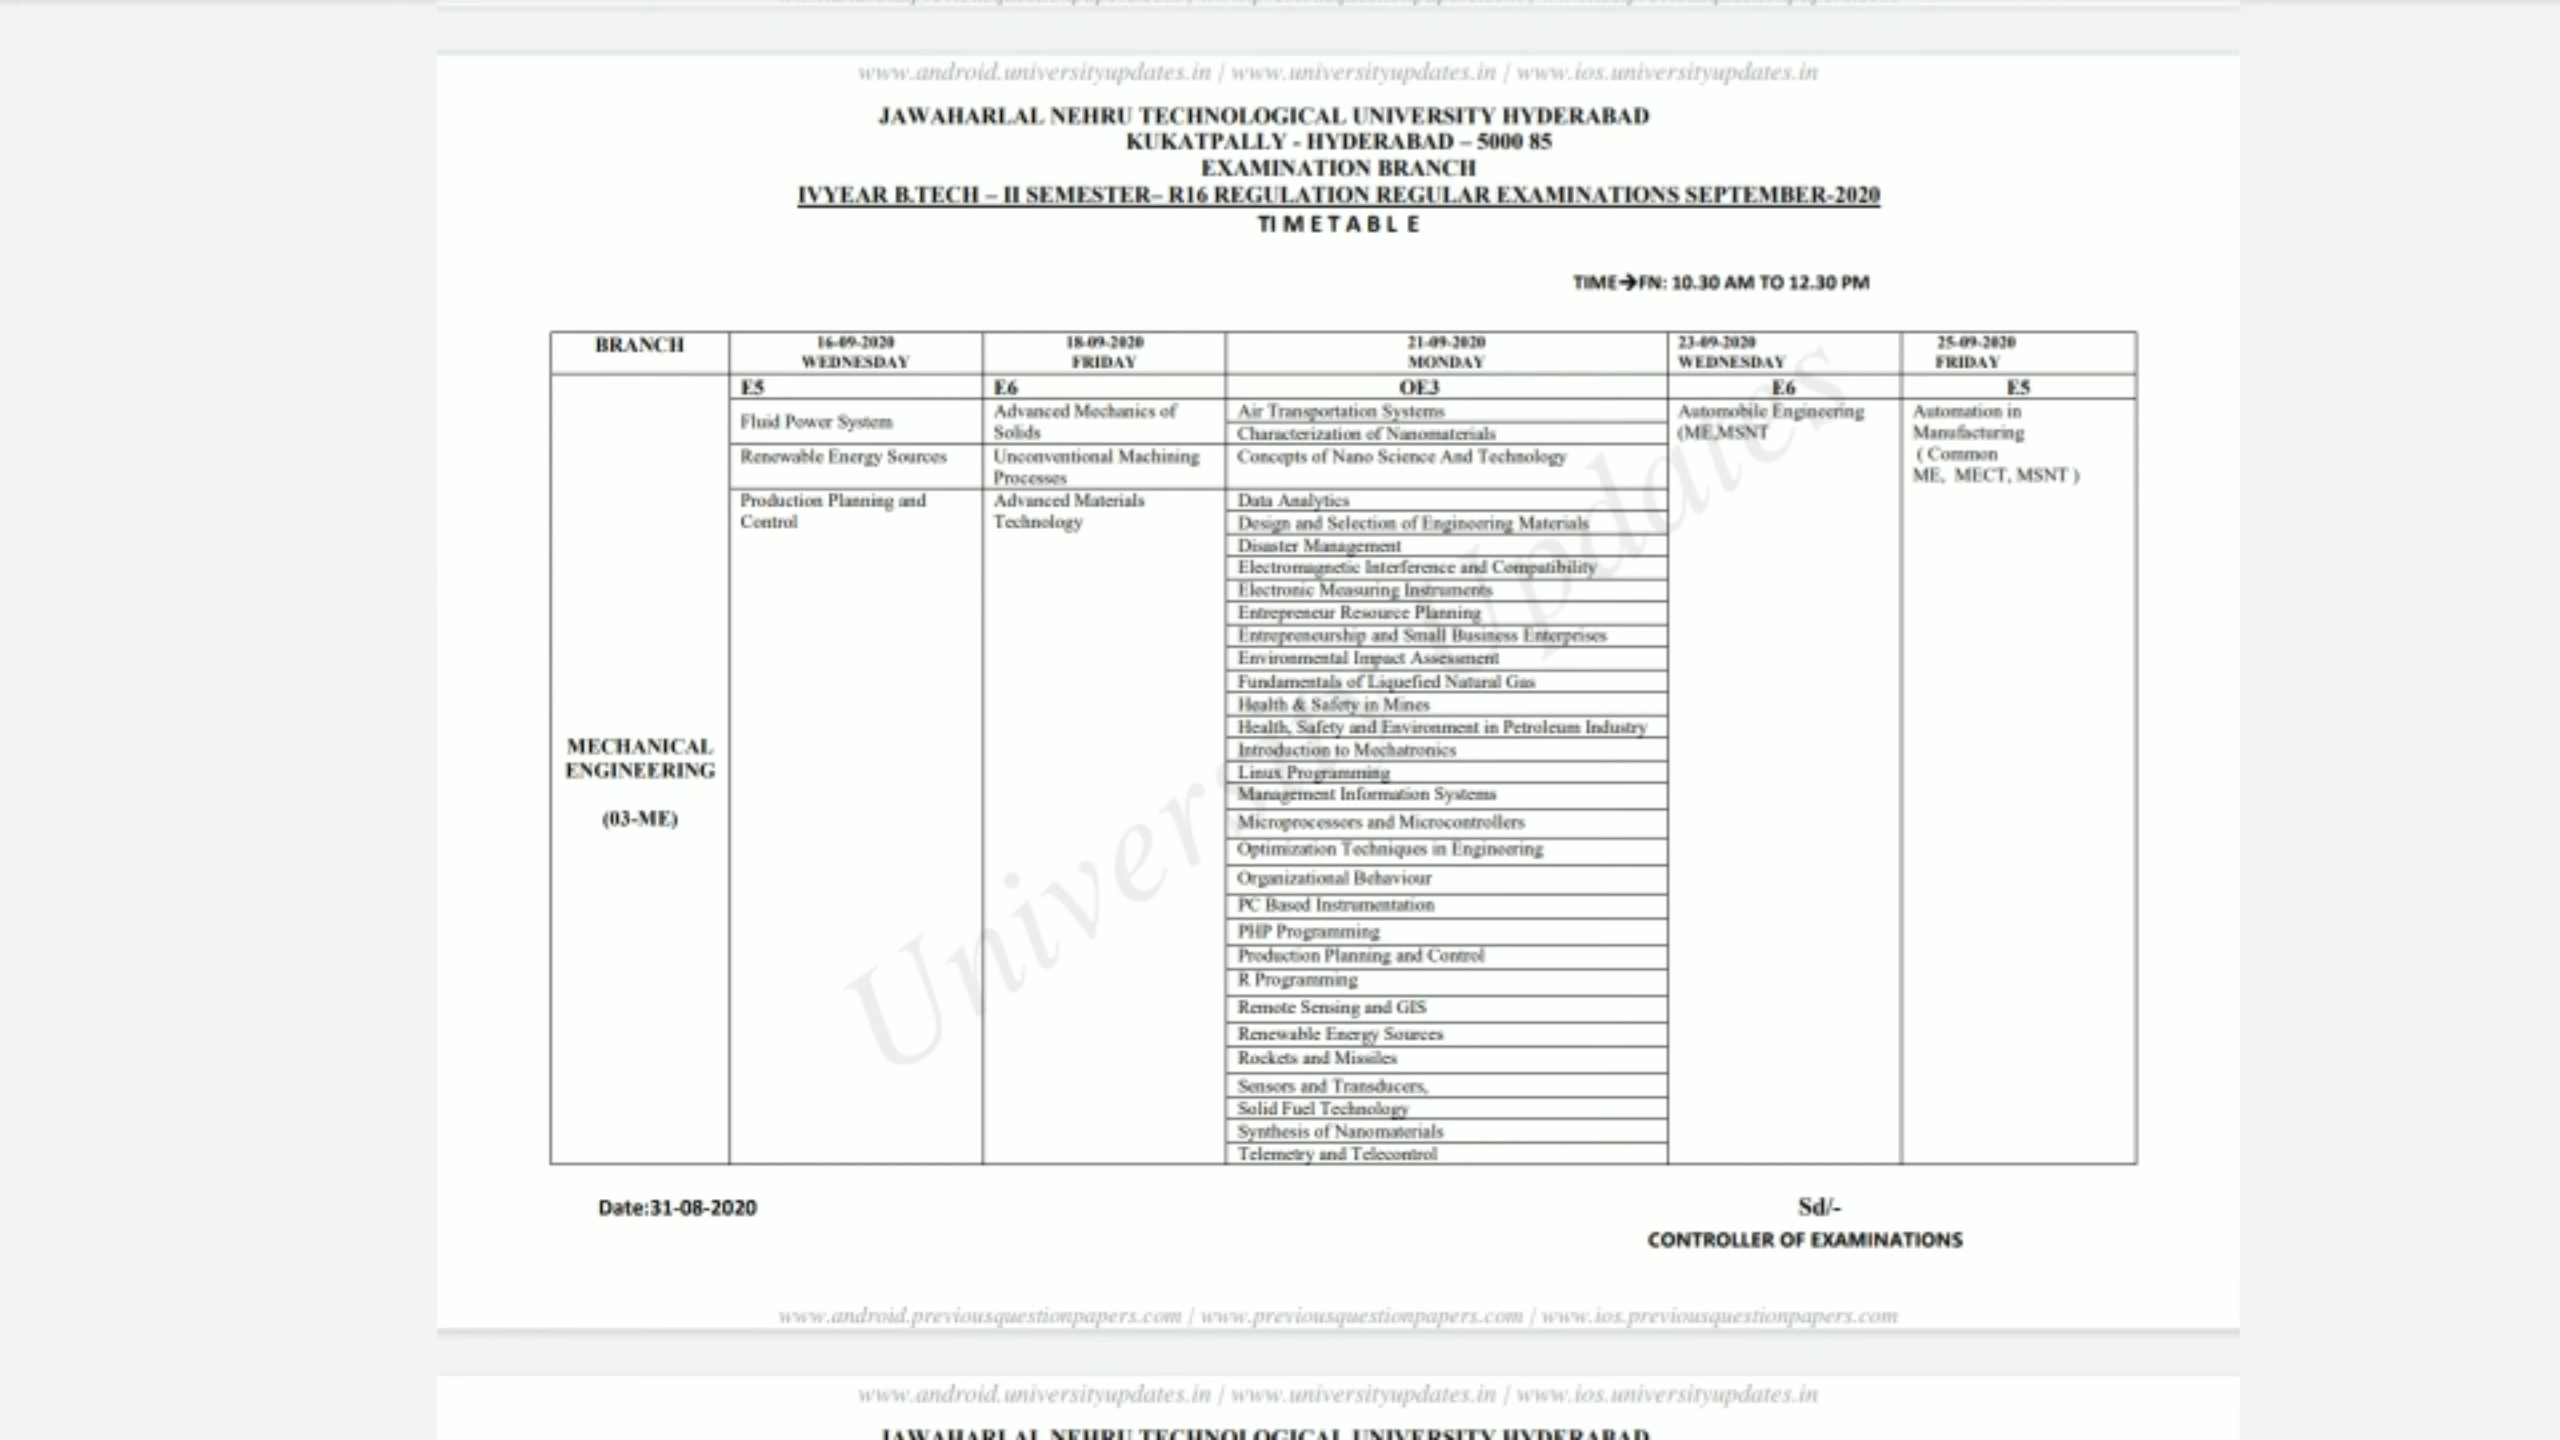 www.android.universityupdates.in / www.universityupdates.in / www.ios.universityupdates.in
JAWAHARLAL NEHRU TECHNOLOGICAL UNIVERSITY HYDERABAD
KUKATPALLY - HYDERABAD – 5000 85
EXAMINATION BRANCH
IVYEAR B.TECH – II SEMESTER– R16 REGULATION REGULAR EXAMINATIONS SEPTEMBER-2020
TIMETABLE
TIME➔FN: 10.30 AM TO 12.30 PM
BRANCH
16-09-2020
WEDNESDAY
18-09-2020
FRIDAY
21-09-2020
MONDAY
23-09-2020
WEDNESDAY
25-09-2020
FRIDAY
MECHANICAL
ENGINEERING
(03-ME)
E5
Fluid Power System
Renewable Energy Sources
Production Planning and
Control
E6
Advanced Mechanics of
Solids
Unconventional Machining
Processes
Advanced Materials
Technology
OE3
Air Transportation Systems
Characterization of Nanomaterials
Concepts of Nano Science And Technology
Data Analytics
Design and Selection of Engineering Materials
Disaster Management
Electromagnetic Interference and Compatibility
Electronic Measuring Instruments
Entrepreneur Resource Planning
Entrepreneurship and Small Business Enterprises
Environmental Impact Assessment
Fundamentals of Liquefied Natural Gas
Health & Safety in Mines
Health, Safety and Environment in Petroleum Industry
Introduction to Mechatronics
Linux Programming
Management Information Systems
Microprocessors and Microcontrollers
Optimization Techniques in Engineering
Organizational Behaviour
PC Based Instrumentation
PHP Programming
Production Planning and Control
R Programming
Remote Sensing and GIS
Renewable Energy Sources
Rockets and Missiles
Sensors and Transducers,
Solid Fuel Technology
Synthesis of Nanomaterials
Telemetry and Telecontrol
E6
Automobile Engineering
(ME,MSNT
E5
Automation in
Manufacturing
( Common
ME, MECT, MSNT )
University Updates
Date:31-08-2020
Sd/-
CONTROLLER OF EXAMINATIONS
www.android.previousquestionpapers.com / www.previousquestionpapers.com / www.ios.previousquestionpapers.com
www.android.universityupdates.in / www.universityupdates.in / www.ios.universityupdates.in
JAWAHARLAL NEHRU TECHNOLOGICAL UNIVERSITY HYDERABAD